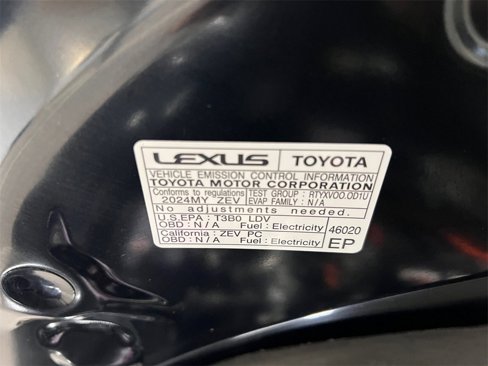 LEXUS TOYOTA
VEHICLE EMISSION CONTROL INFORMATION
TOYOTA MOTOR CORPORATION
Conforms to regulations TEST GROUP : RTYXV00.0D1U
2024MY ZEV EVAP FAMILY : N/A
No adjustments needed.
U.S.EPA : T3B0 LDV
OBD : N/A Fuel : Electricity
California : ZEV PC
OBD : N/A Fuel : Electricity
46020
EP